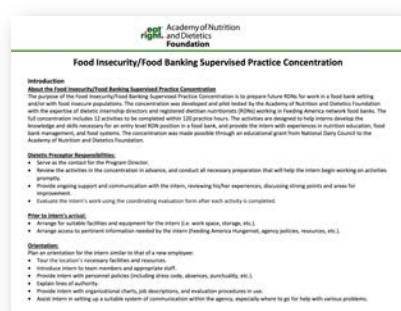 eat right. Academy of Nutrition
and Dietetics
Foundation
Food Insecurity/Food Banking Supervised Practice Concentration
Introduction
About the Food Insecurity/Food Banking Supervised Practice Concentration
The purpose of the Food Insecurity/Food Banking Supervised Practice Concentration is to prepare future RDNs for work in a food bank setting
and/or with food insecure populations. The concentration was developed and pilot tested by the Academy of Nutrition and Dietetics Foundation
with the expertise of dietetic internship directors and registered dietitian nutritionists (RDNs) working in Feeding America network food banks. The
full concentration includes 12 activities to be completed within 120 practice hours. The activities are designed to help interns develop the
knowledge and skills necessary for an entry level RDN position in a food bank, and provide the intern with experiences in nutrition education, food
bank management, and food systems. The concentration was made possible through an educational grant from National Dairy Council to the
Academy of Nutrition and Dietetics Foundation.
Dietetic Preceptor Responsibilities:
• Serve as the contact for the Program Director.
• Review the activities in the concentration in advance, and conduct all necessary preparation that will help the intern begin working on activities
promptly.
• Provide ongoing support and communication with the intern, reviewing his/her experiences, discussing strong points and areas for
improvement.
• Evaluate the intern's work using the coordinating evaluation form after each activity is completed.
Prior to Intern's arrival:
• Arrange for suitable facilities and equipment for the intern (i.e. work space, storage, etc.).
• Arrange access to pertinent information needed by the intern (Feeding America Hungernet, agency policies, resources, etc.).
Orientation:
Plan an orientation for the intern similar to that of a new employee:
• Tour the location's necessary facilities and resources.
• Introduce intern to team members and appropriate staff.
• Provide intern with personnel policies (including dress code, absences, punctuality, etc.).
• Explain lines of authority.
• Provide intern with organizational charts, job descriptions, and evaluation procedures in use.
• Assist intern in setting up a suitable system of communication within the agency, especially where to go for help with various problems.